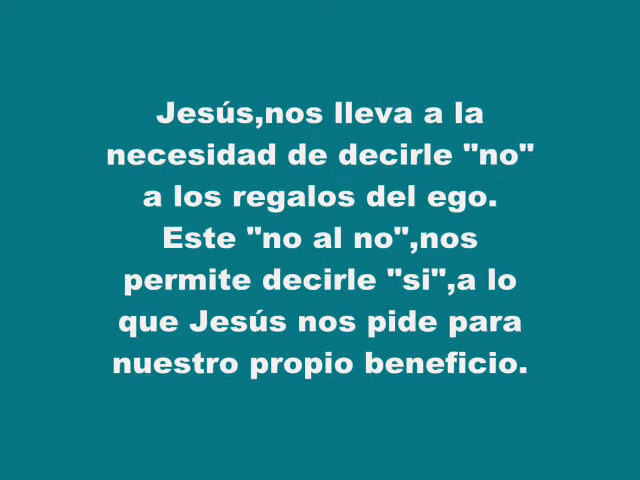 Jesús,nos lleva a la
necesidad de decirle "no"
a los regalos del ego.
Este "no al no",nos
permite decirle "si",a lo
que Jesús nos pide para
nuestro propio beneficio.